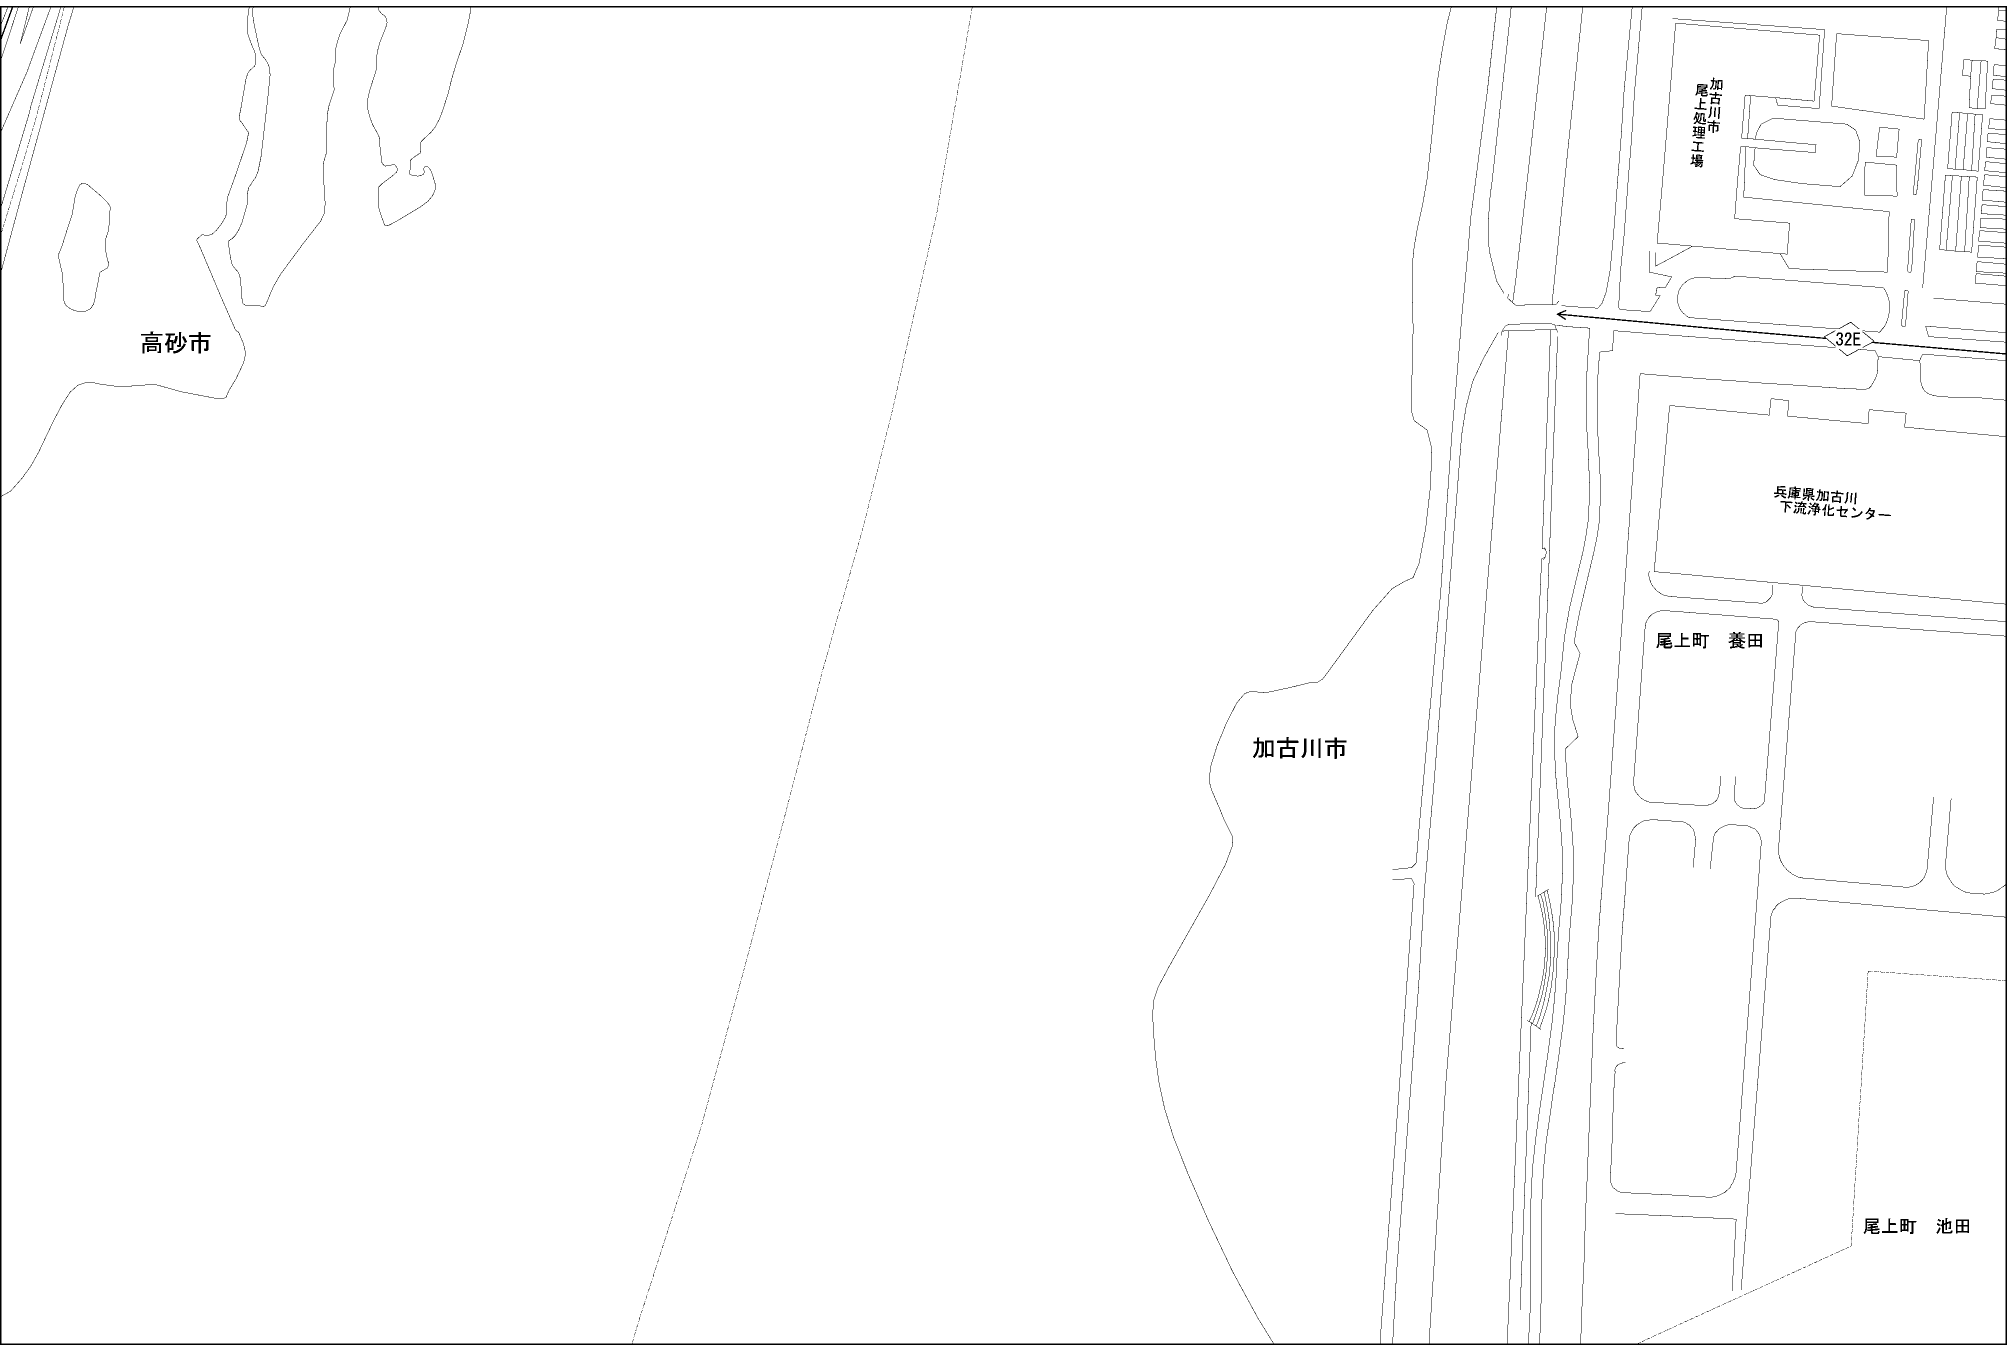 加古川市
尾上処理工場
32E
高砂市
兵庫県加古川
下流浄化センター
尾上町 養田
加古川市
尾上町 池田